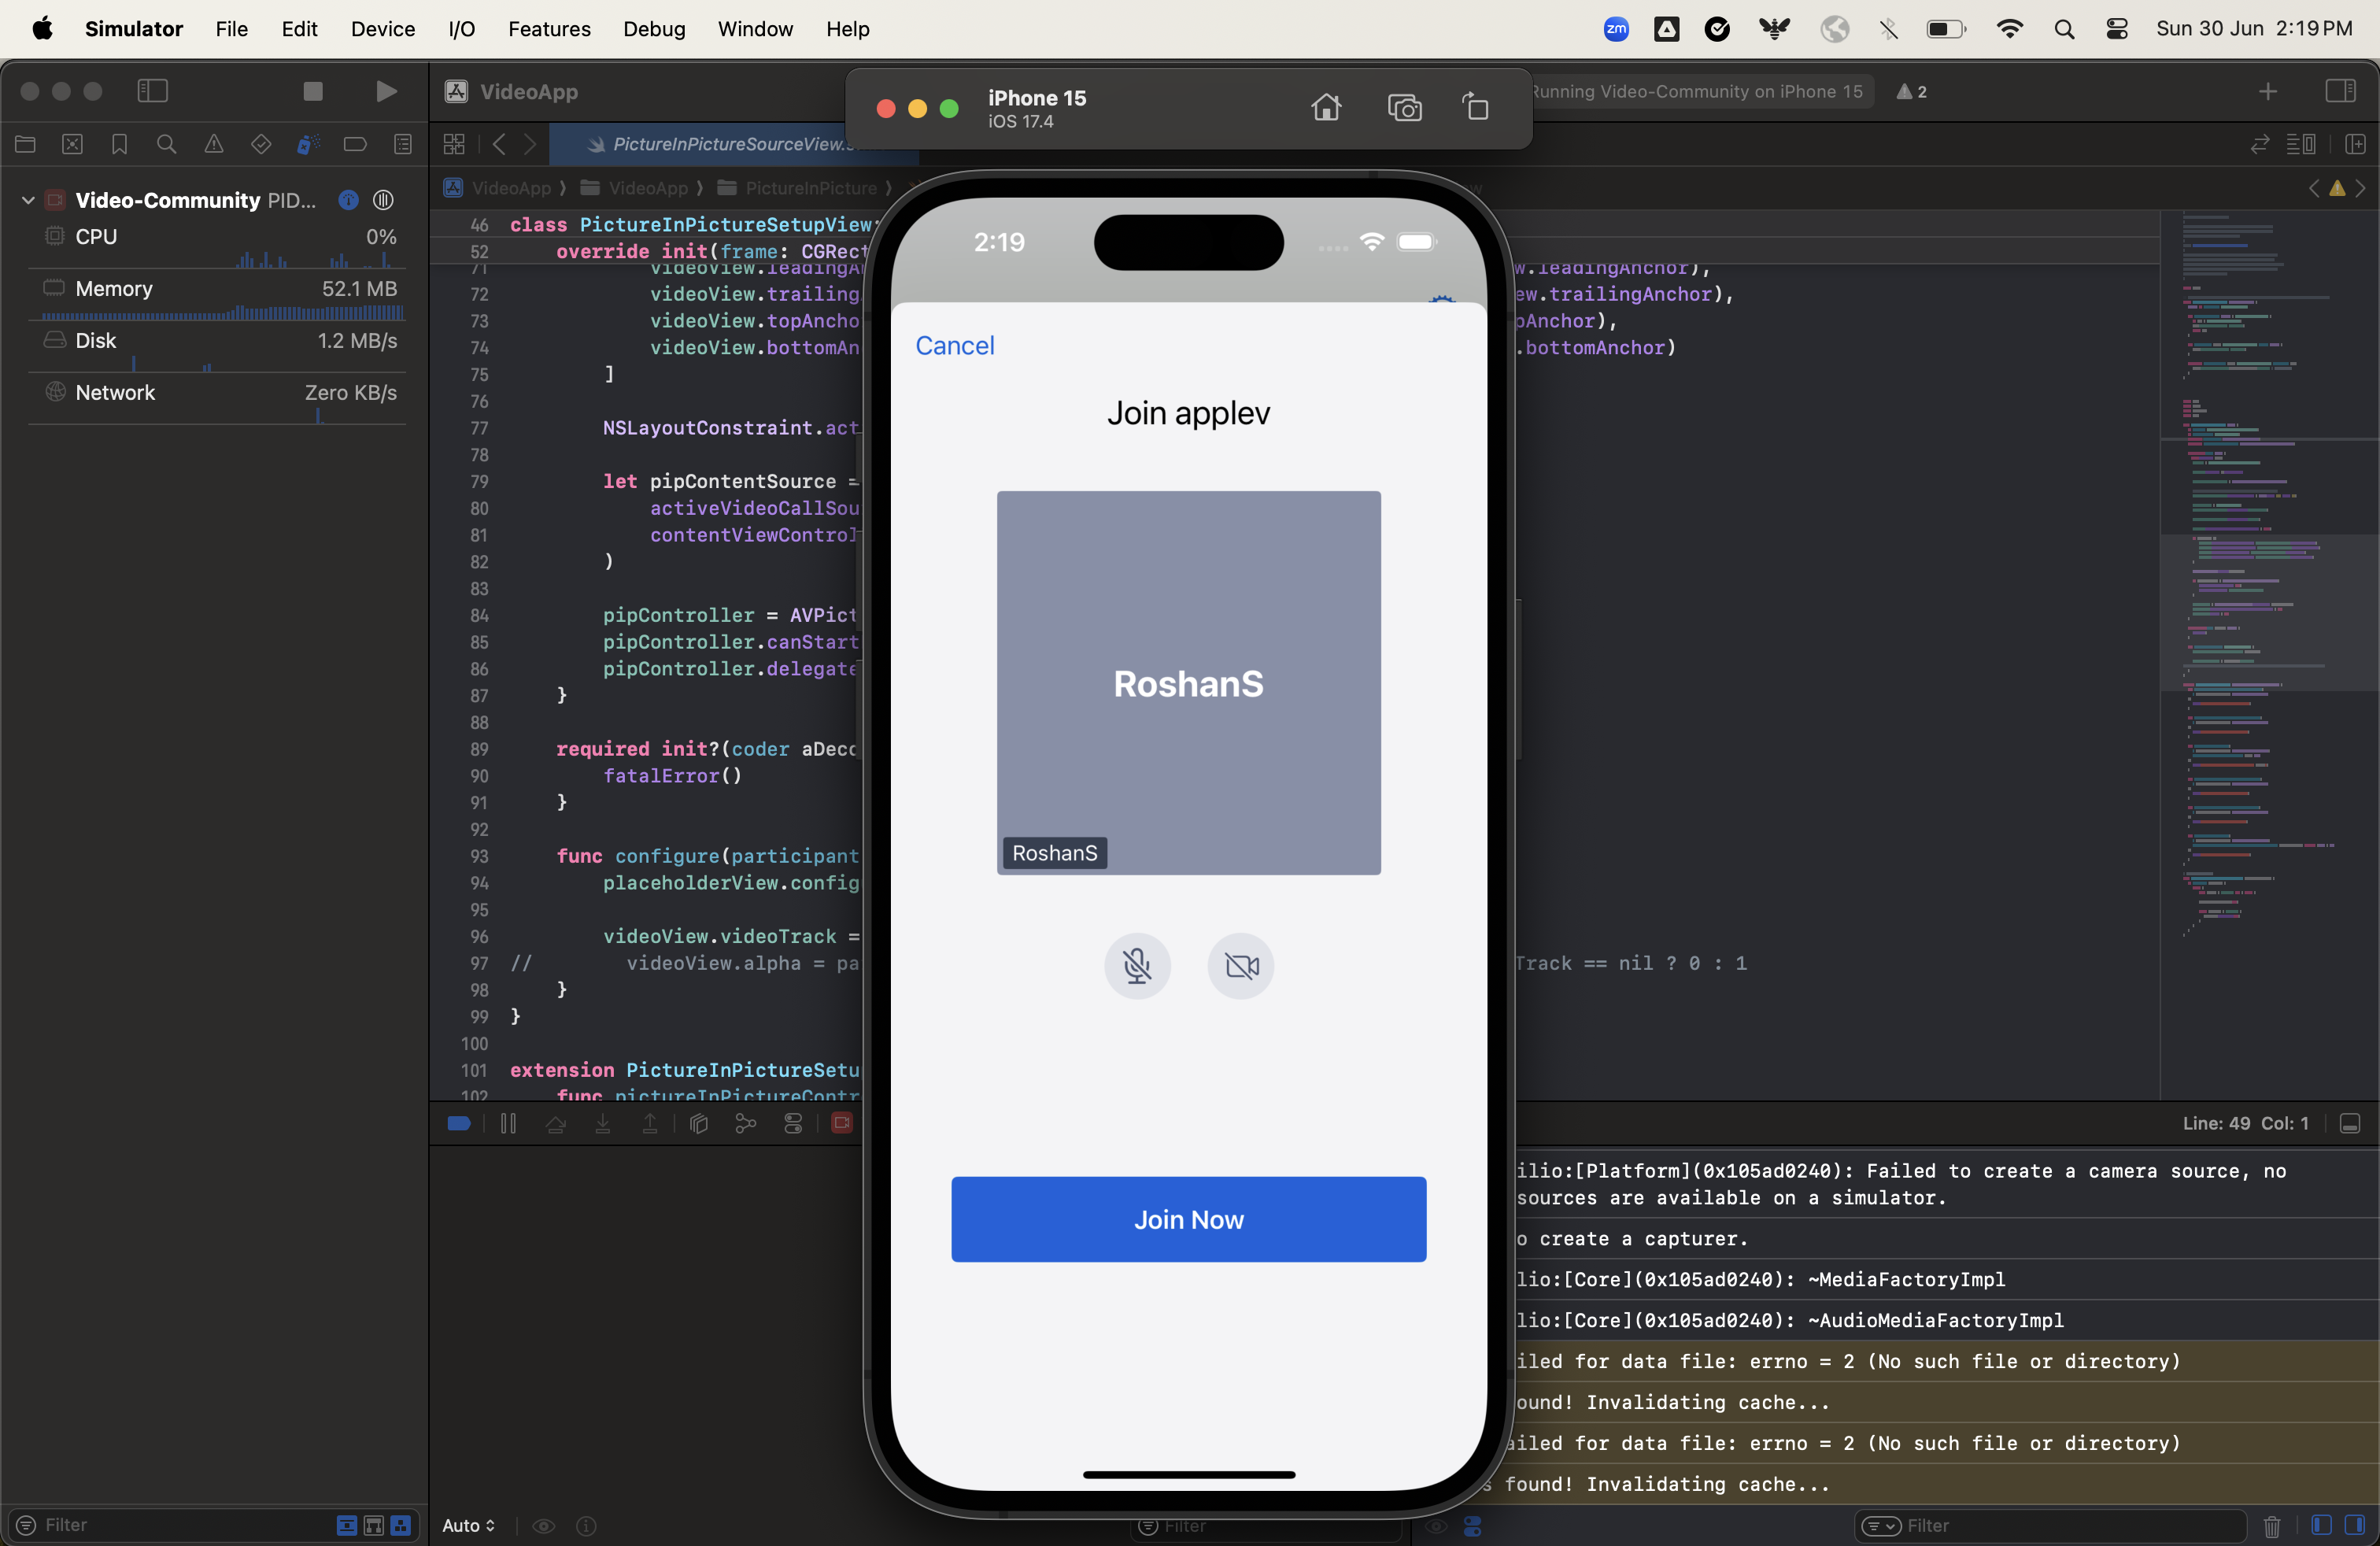 Simulator File Edit Device I/O Features Debug Window Help
zm
Sun 30 Jun 2:19 PM
VideoApp
iPhone 15
iOS 17.4
Running Video-Community on iPhone 15
2
PictureInPictureSourceView.s
Video-Community PID...
CPU 0%
Memory 52.1 MB
Disk 1.2 MB/s
Network Zero KB/s
VideoApp VideoApp PictureInPicture
46 class PictureInPictureSetupView:
52 override init(frame: CGRect
71 videoView.leadingAn w.leadingAnchor),
72 videoView.trailing ew.trailingAnchor),
73 videoView.topAncho pAnchor),
74 videoView.bottomAn .bottomAnchor)
75 ]
76
77 NSLayoutConstraint.act
78
79 let pipContentSource =
80 activeVideoCallSou
81 contentViewControl
82 )
83
84 pipController = AVPict
85 pipController.canStart
86 pipController.delegate
87 }
88
89 required init?(coder aDeco
90 fatalError()
91 }
92
93 func configure(participant
94 placeholderView.config
95
96 videoView.videoTrack =
97 // videoView.alpha = pa Track == nil ? 0 : 1
98 }
99 }
100
101 extension PictureInPictureSetu
102 func pictureInPictureContr
2:19
Cancel
Join applev
RoshanS
RoshanS
Join Now
Line: 49 Col: 1
ilio:[Platform](0x105ad0240): Failed to create a camera source, no
sources are available on a simulator.
o create a capturer.
lio:[Core](0x105ad0240): ~MediaFactoryImpl
lio:[Core](0x105ad0240): ~AudioMediaFactoryImpl
iled for data file: errno = 2 (No such file or directory)
ound! Invalidating cache...
ailed for data file: errno = 2 (No such file or directory)
s found! Invalidating cache...
Filter
Auto
Filter
Filter